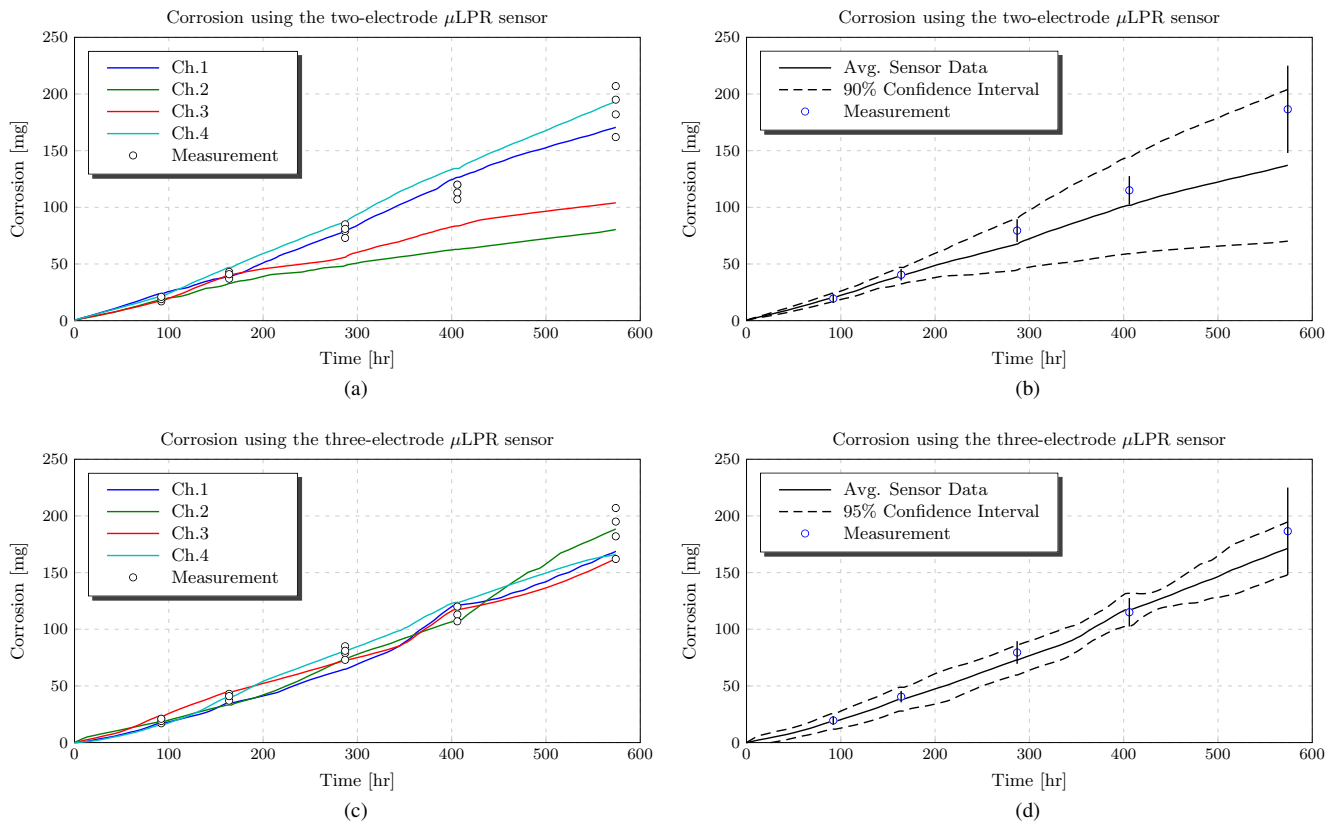 Corrosion using the two-electrode μLPR sensor
250
200
150
100
50
0
Corrosion [mg]
Ch.1
Ch.2
Ch.3
Ch.4
Measurement
0 100 200 300 400 500 600
Time [hr]
(a)
Corrosion using the two-electrode μLPR sensor
250
200
150
100
50
0
Corrosion [mg]
Avg. Sensor Data
90% Confidence Interval
Measurement
0 100 200 300 400 500 600
Time [hr]
(b)
Corrosion using the three-electrode μLPR sensor
250
200
150
100
50
0
Corrosion [mg]
Ch.1
Ch.2
Ch.3
Ch.4
Measurement
0 100 200 300 400 500 600
Time [hr]
(c)
Corrosion using the three-electrode μLPR sensor
250
200
150
100
50
0
Corrosion [mg]
Avg. Sensor Data
95% Confidence Interval
Measurement
0 100 200 300 400 500 600
Time [hr]
(d)